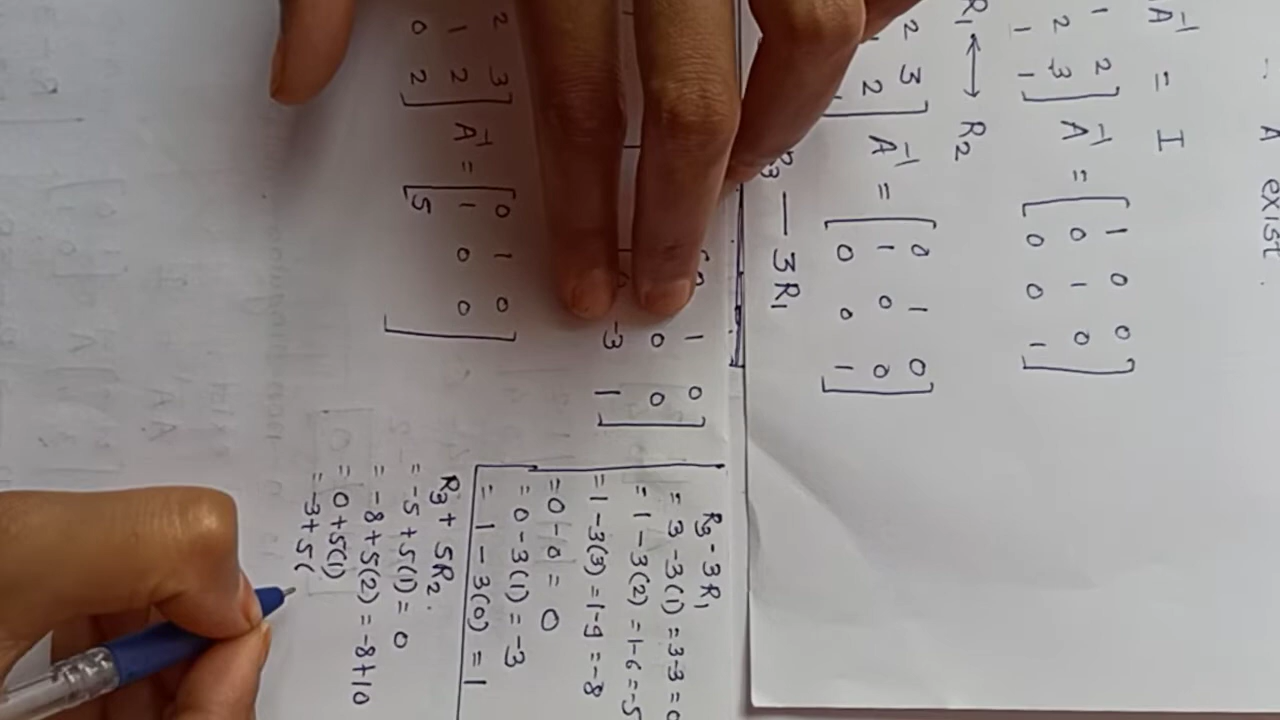 A exist.
A⁻¹ = I
1 2
2 3 A⁻¹ = 1 0 0
1 1 0 1 0
0 0 1
R₁ ↔ R₂
2 3
2 A⁻¹ = 0 1 0
1 0 0
0 0 1
R₃ — 3R₁
1 0
0 0
-3 1
2 3
1 2 A⁻¹ = 0 1 0
0 2 1 0 0
5
R₃ - 3R₁
= 3 - 3(1) = 3-3 = 0
= 1 - 3(2) = 1-6 = -5
= 1 - 3(3) = 1-9 = -8
= 0 - 0 = 0
= 0 - 3(1) = -3
= 1 - 3(0) = 1
R₃ + 5R₂.
= -5 + 5(1) = 0
= -8 + 5(2) = -8+10
= 0 + 5(1)
= -3 + 5(